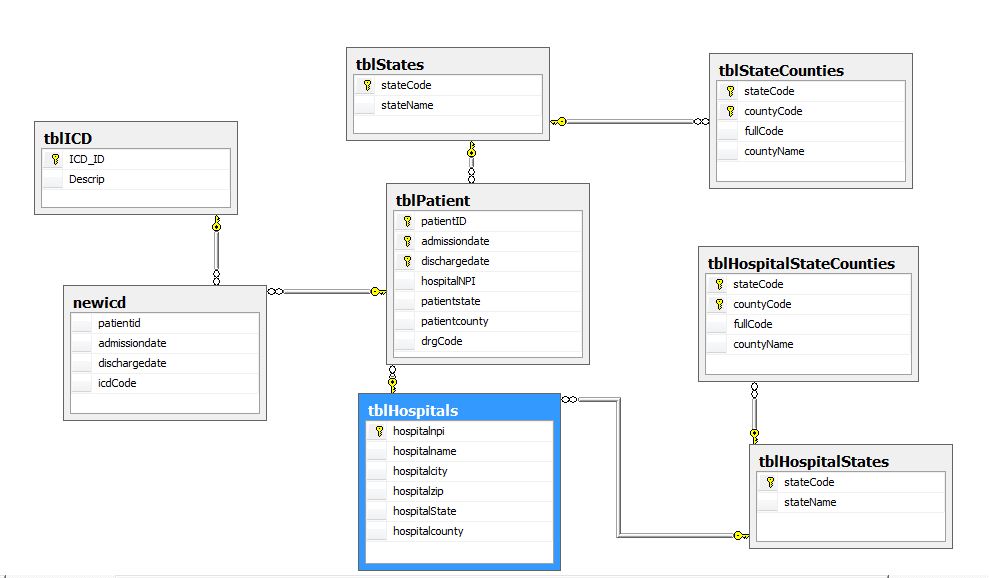 tblStates
stateCode
stateName
tblStateCounties
stateCode
countyCode
fullCode
countyName
tblICD
ICD_ID
Descrip
tblPatient
patientID
admissiondate
dischargedate
hospitalNPI
patientstate
patientcounty
drgCode
tblHospitalStateCounties
stateCode
countyCode
fullCode
countyName
newicd
patientid
admissiondate
dischargedate
icdCode
tblHospitals
hospitalnpi
hospitalname
hospitalcity
hospitalzip
hospitalState
hospitalcounty
tblHospitalStates
stateCode
stateName